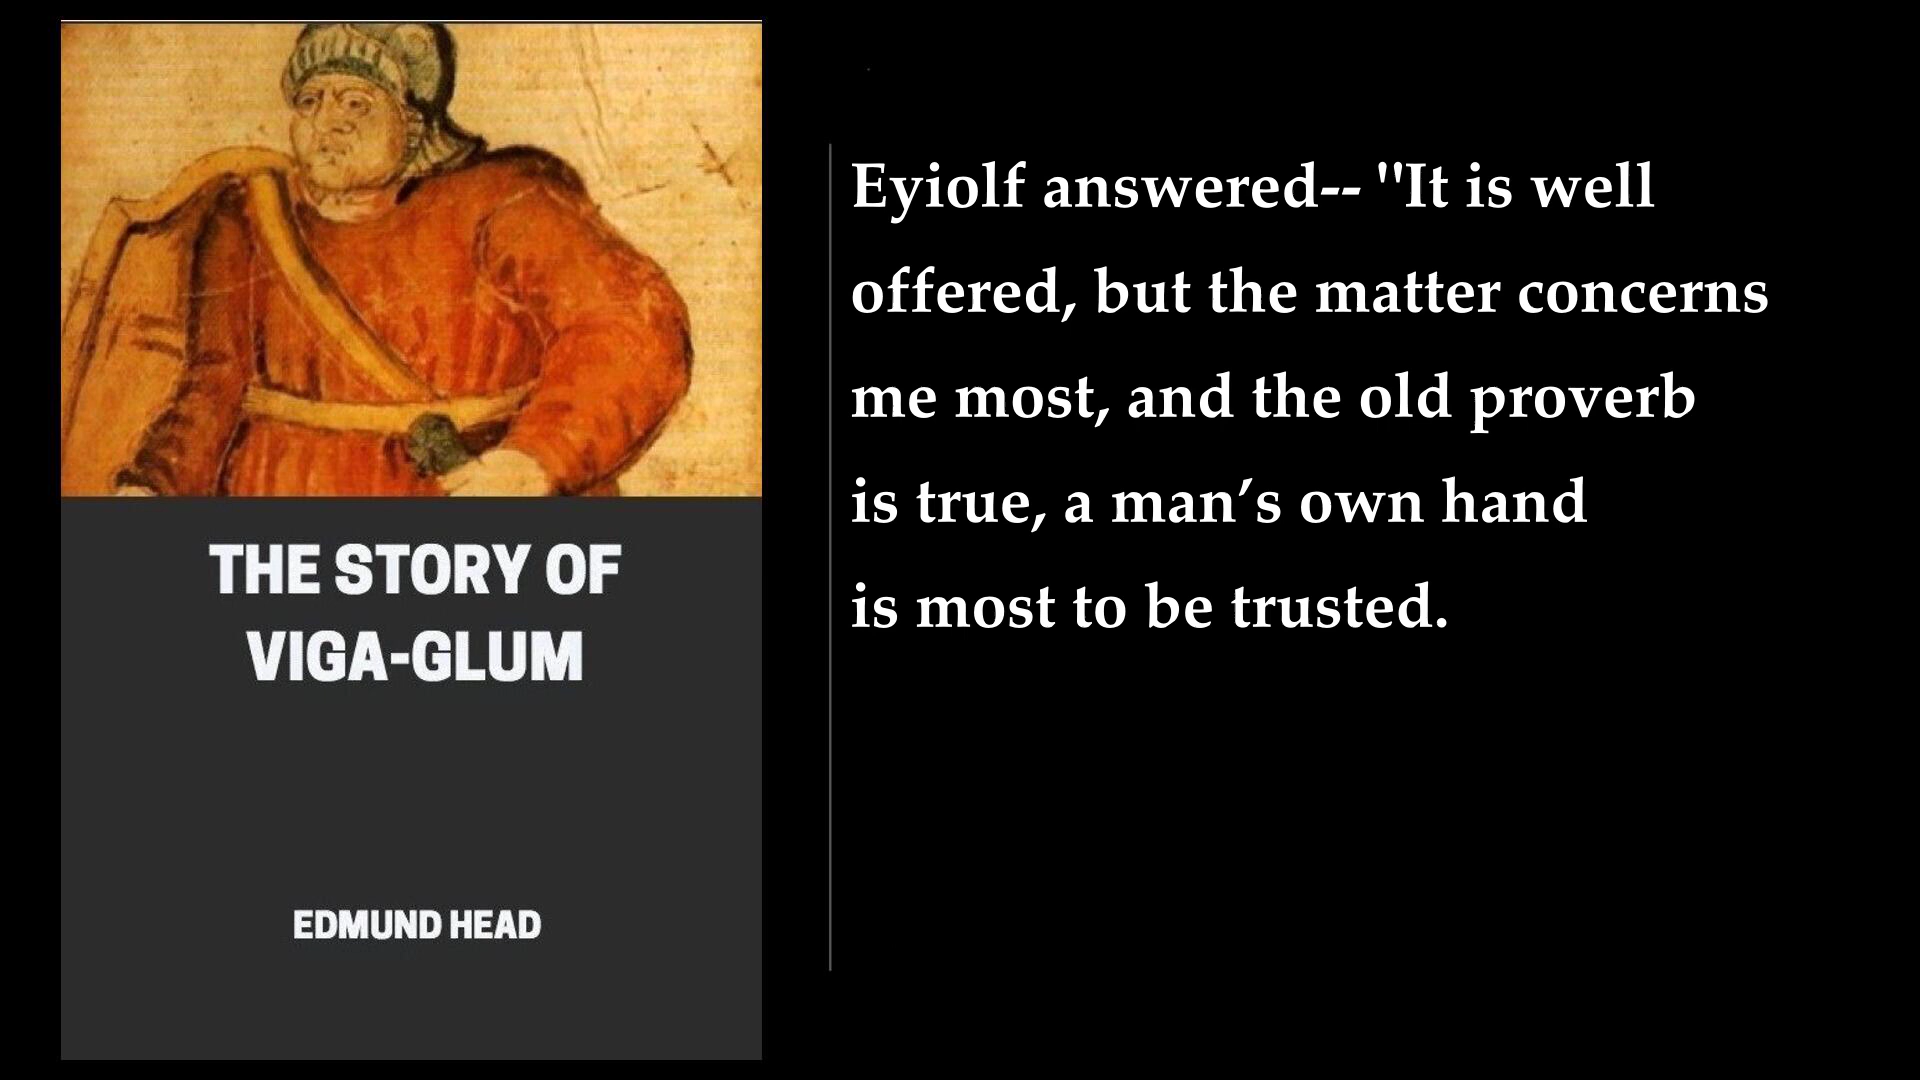 THE STORY OF
VIGA-GLUM
EDMUND HEAD
Eyiolf answered-- "It is well
offered, but the matter concerns
me most, and the old proverb
is true, a man’s own hand
is most to be trusted.